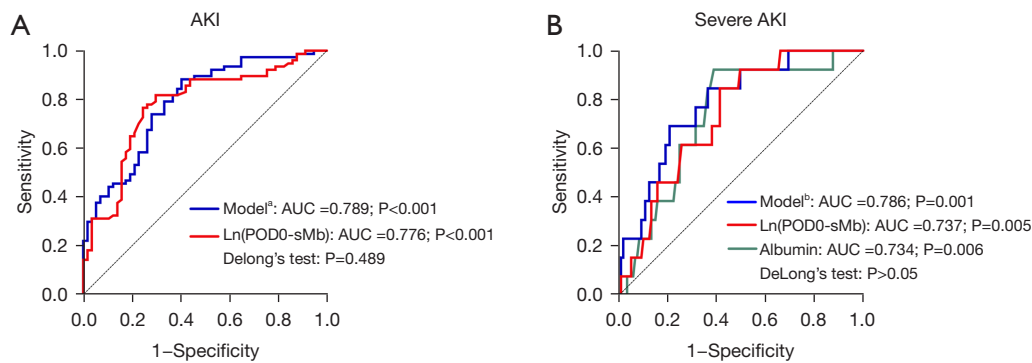 A
AKI
1.0
0.8
0.6
0.4
0.2
0.0
Sensitivity
Modelᵃ: AUC =0.789; P<0.001
Ln(POD0-sMb): AUC =0.776; P<0.001
Delong's test: P=0.489
0.0 0.2 0.4 0.6 0.8 1.0
1−Specificity
B
Severe AKI
1.0
0.8
0.6
0.4
0.2
0.0
Sensitivity
Modelᵇ: AUC =0.786; P=0.001
Ln(POD0-sMb): AUC =0.737; P=0.005
Albumin: AUC =0.734; P=0.006
DeLong's test: P>0.05
0.0 0.2 0.4 0.6 0.8 1.0
1−Specificity